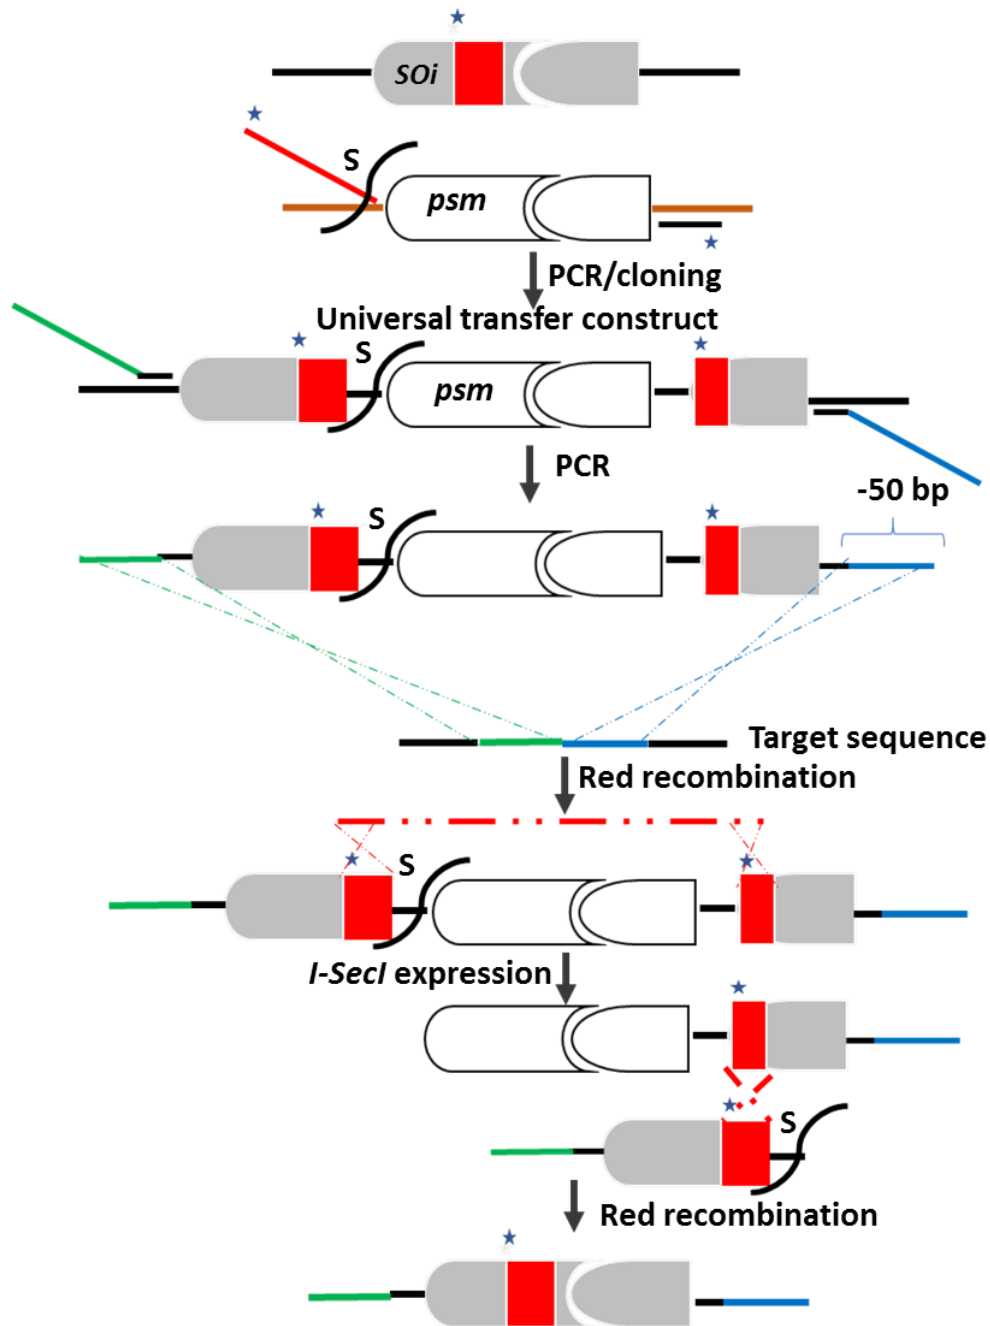 SOi
S
psm
PCR/cloning
Universal transfer construct
S
psm
PCR
-50 bp
S
Target sequence
Red recombination
S
I-SecI expression
S
Red recombination